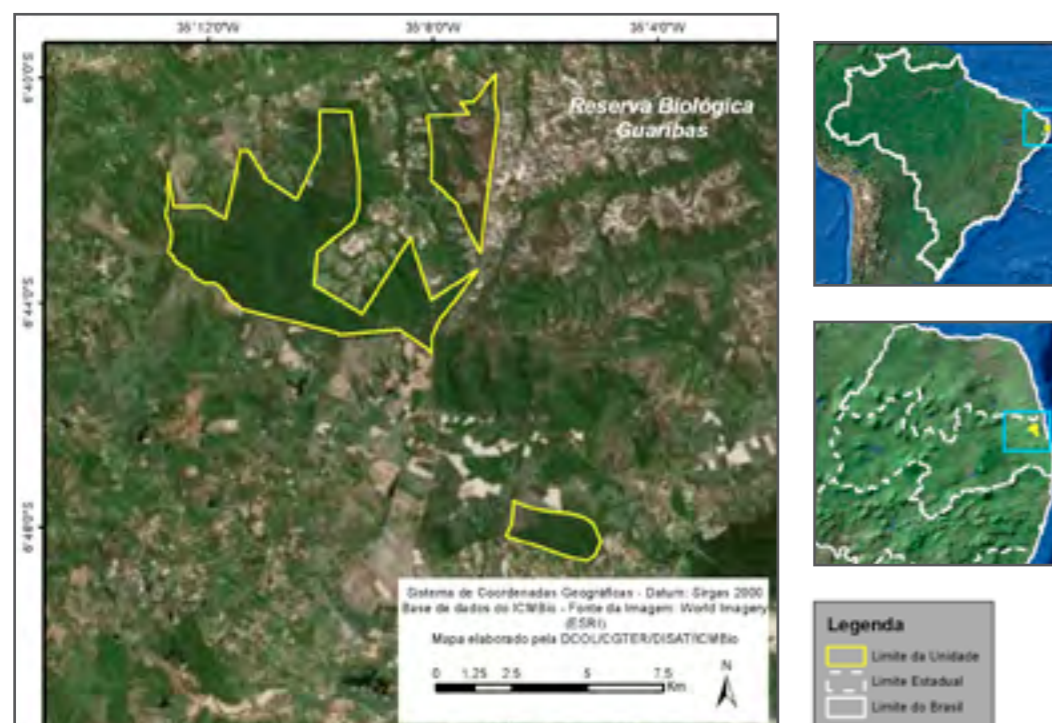 35°12'0"W 35°8'0"W 35°4'0"W
6°40'0"S
6°44'0"S
6°48'0"S
Reserva Biológica
Guaribas
Sistema de Coordenadas Geográficas - Datum: Sirgas 2000
Base de dados do ICMBio - Fonte da Imagem: World Imagery
(ESRI)
Mapa elaborado pela DCOL/CGTER/DISAT/ICMBio
0 1.25 2.5 5 7.5
Km
N
Legenda
Limite da Unidade
Limite Estadual
Limite do Brasil